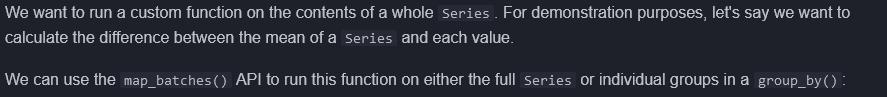 We want to run a custom function on the contents of a whole Series. For demonstration purposes, let's say we want to
calculate the difference between the mean of a Series and each value.
We can use the map_batches() API to run this function on either the full Series or individual groups in a group_by():